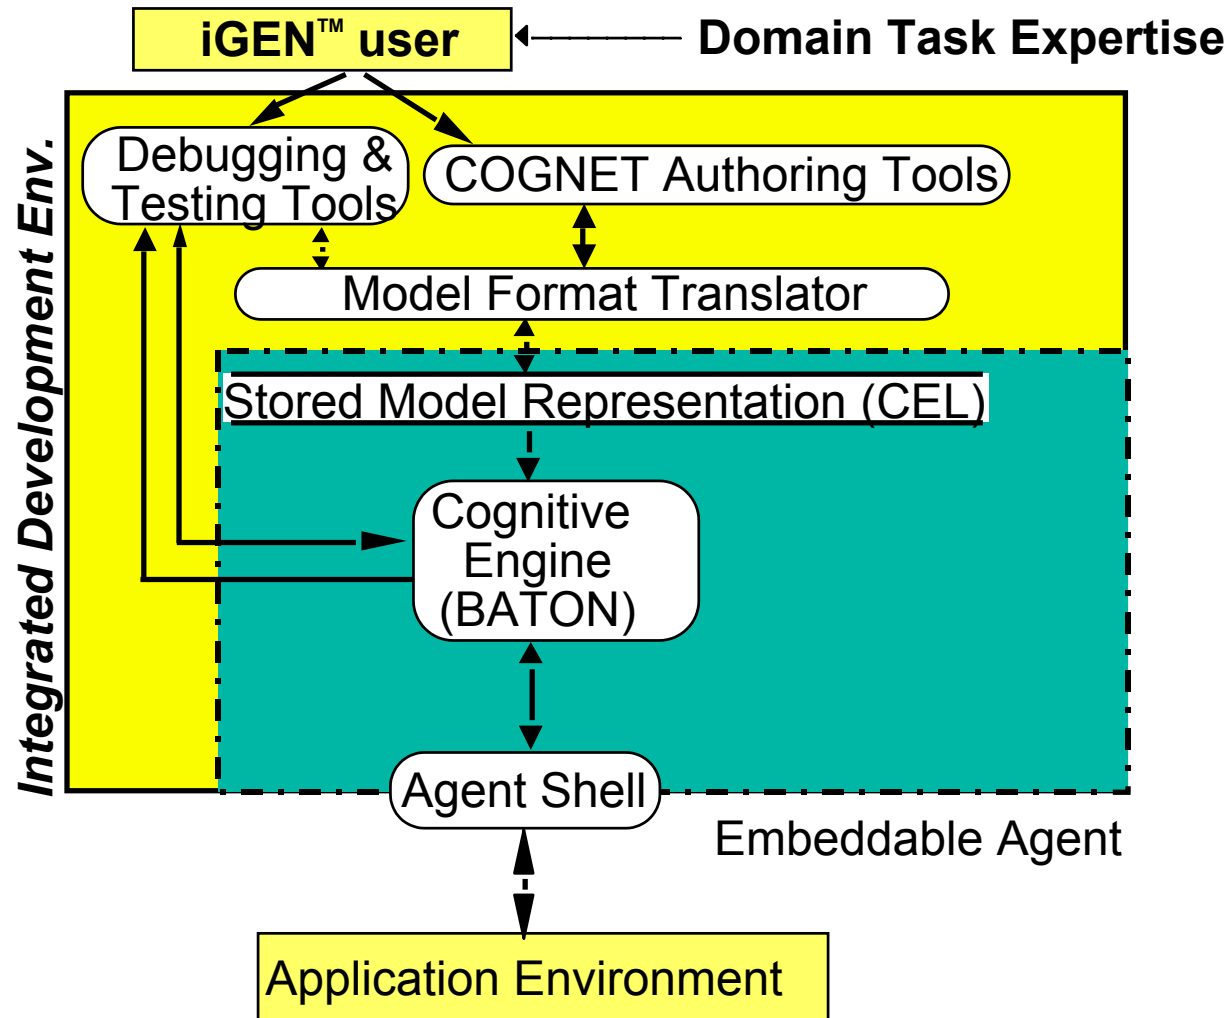 iGEN™ user
Domain Task Expertise
Integrated Development Env.
Debugging &
Testing Tools
COGNET Authoring Tools
Model Format Translator
Stored Model Representation (CEL)
Cognitive
Engine
(BATON)
Agent Shell
Embeddable Agent
Application Environment